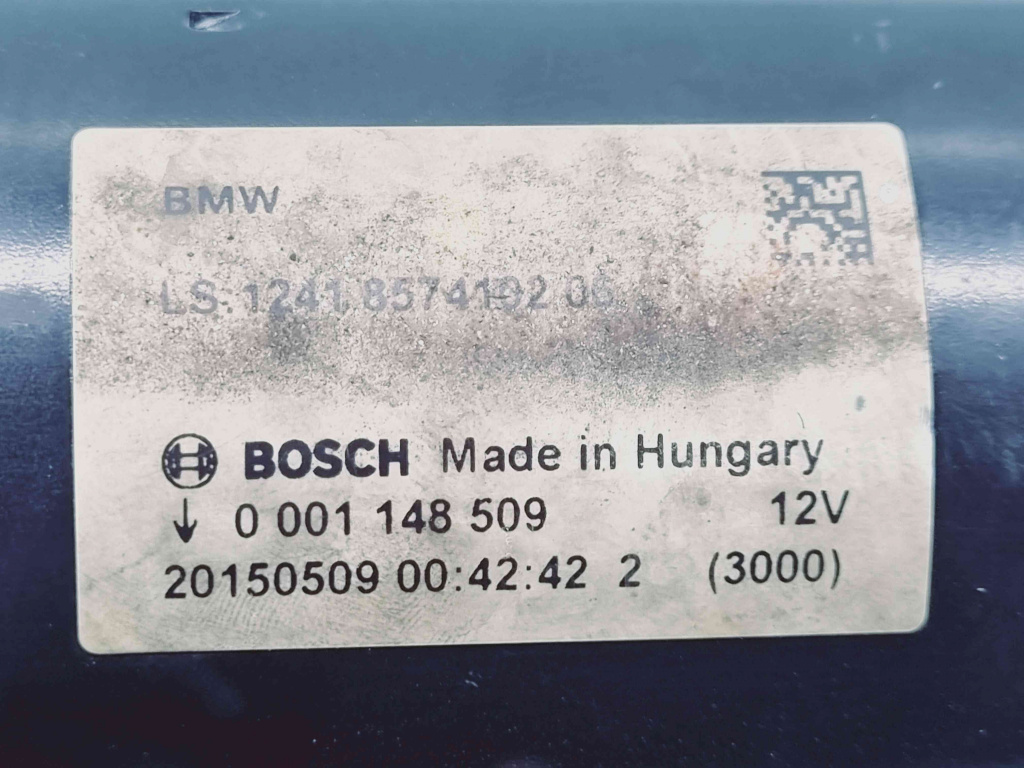 BMW
LS: 1241 8574102 06
BOSCH Made in Hungary
↓ 0 001 148 509 12V
20150509 00:42:42 2 (3000)